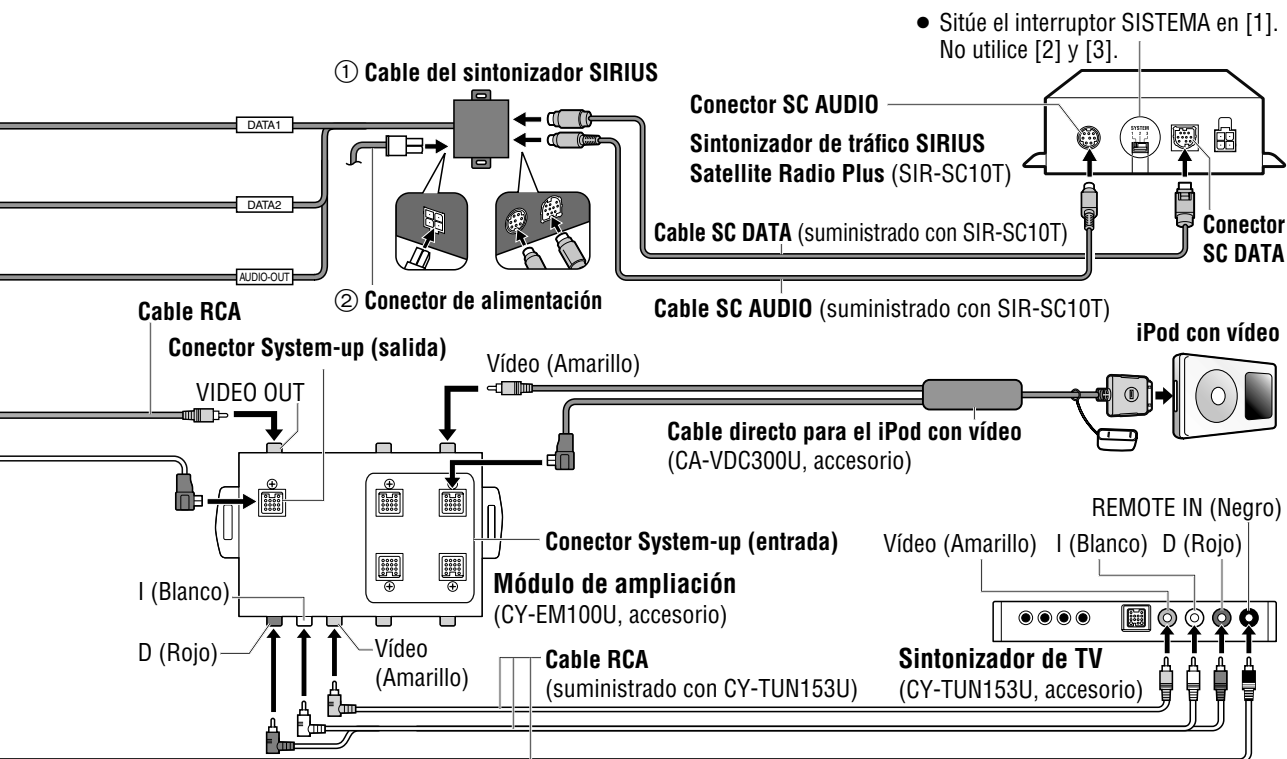 ● Sitúe el interruptor SISTEMA en [1].
No utilice [2] y [3].
① Cable del sintonizador SIRIUS
Conector SC AUDIO
SYSTEM
1 2 3
DATA1
Sintonizador de tráfico SIRIUS
Satellite Radio Plus (SIR-SC10T)
DATA2
Cable SC DATA (suministrado con SIR-SC10T)
Conector
SC DATA
AUDIO-OUT
② Conector de alimentación
Cable SC AUDIO (suministrado con SIR-SC10T)
Cable RCA
iPod con vídeo
Conector System-up (salida)
Vídeo (Amarillo)
VIDEO OUT
Cable directo para el iPod con vídeo
(CA-VDC300U, accesorio)
REMOTE IN (Negro)
Conector System-up (entrada)
Vídeo (Amarillo)
I (Blanco)
D (Rojo)
Módulo de ampliación
(CY-EM100U, accesorio)
I (Blanco)
D (Rojo)
Vídeo
(Amarillo)
Cable RCA
(suministrado con CY-TUN153U)
Sintonizador de TV
(CY-TUN153U, accesorio)